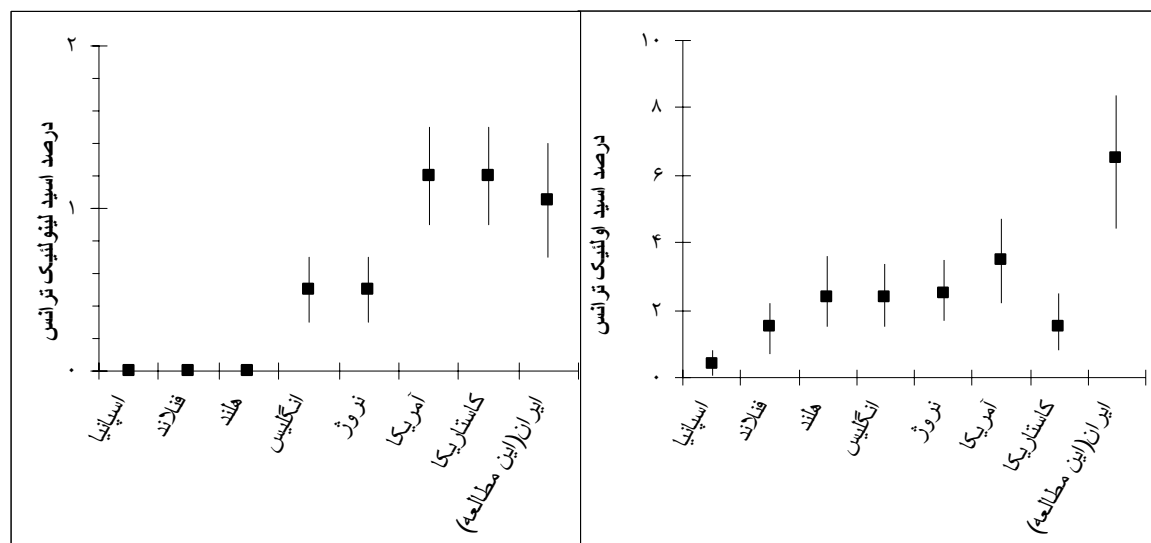 ۲
۱
۰
درصد اسید لینولنیک ترانس
اسپانیا
فنلاند
هلند
انگلیس
نروژ
آمریکا
کاستاریکا
ایران(این مطالعه)
۱۰
۸
۶
۴
۲
۰
درصد اسید اولئیک ترانس
اسپانیا
فنلاند
هلند
انگلیس
نروژ
آمریکا
کاستاریکا
ایران(این مطالعه)